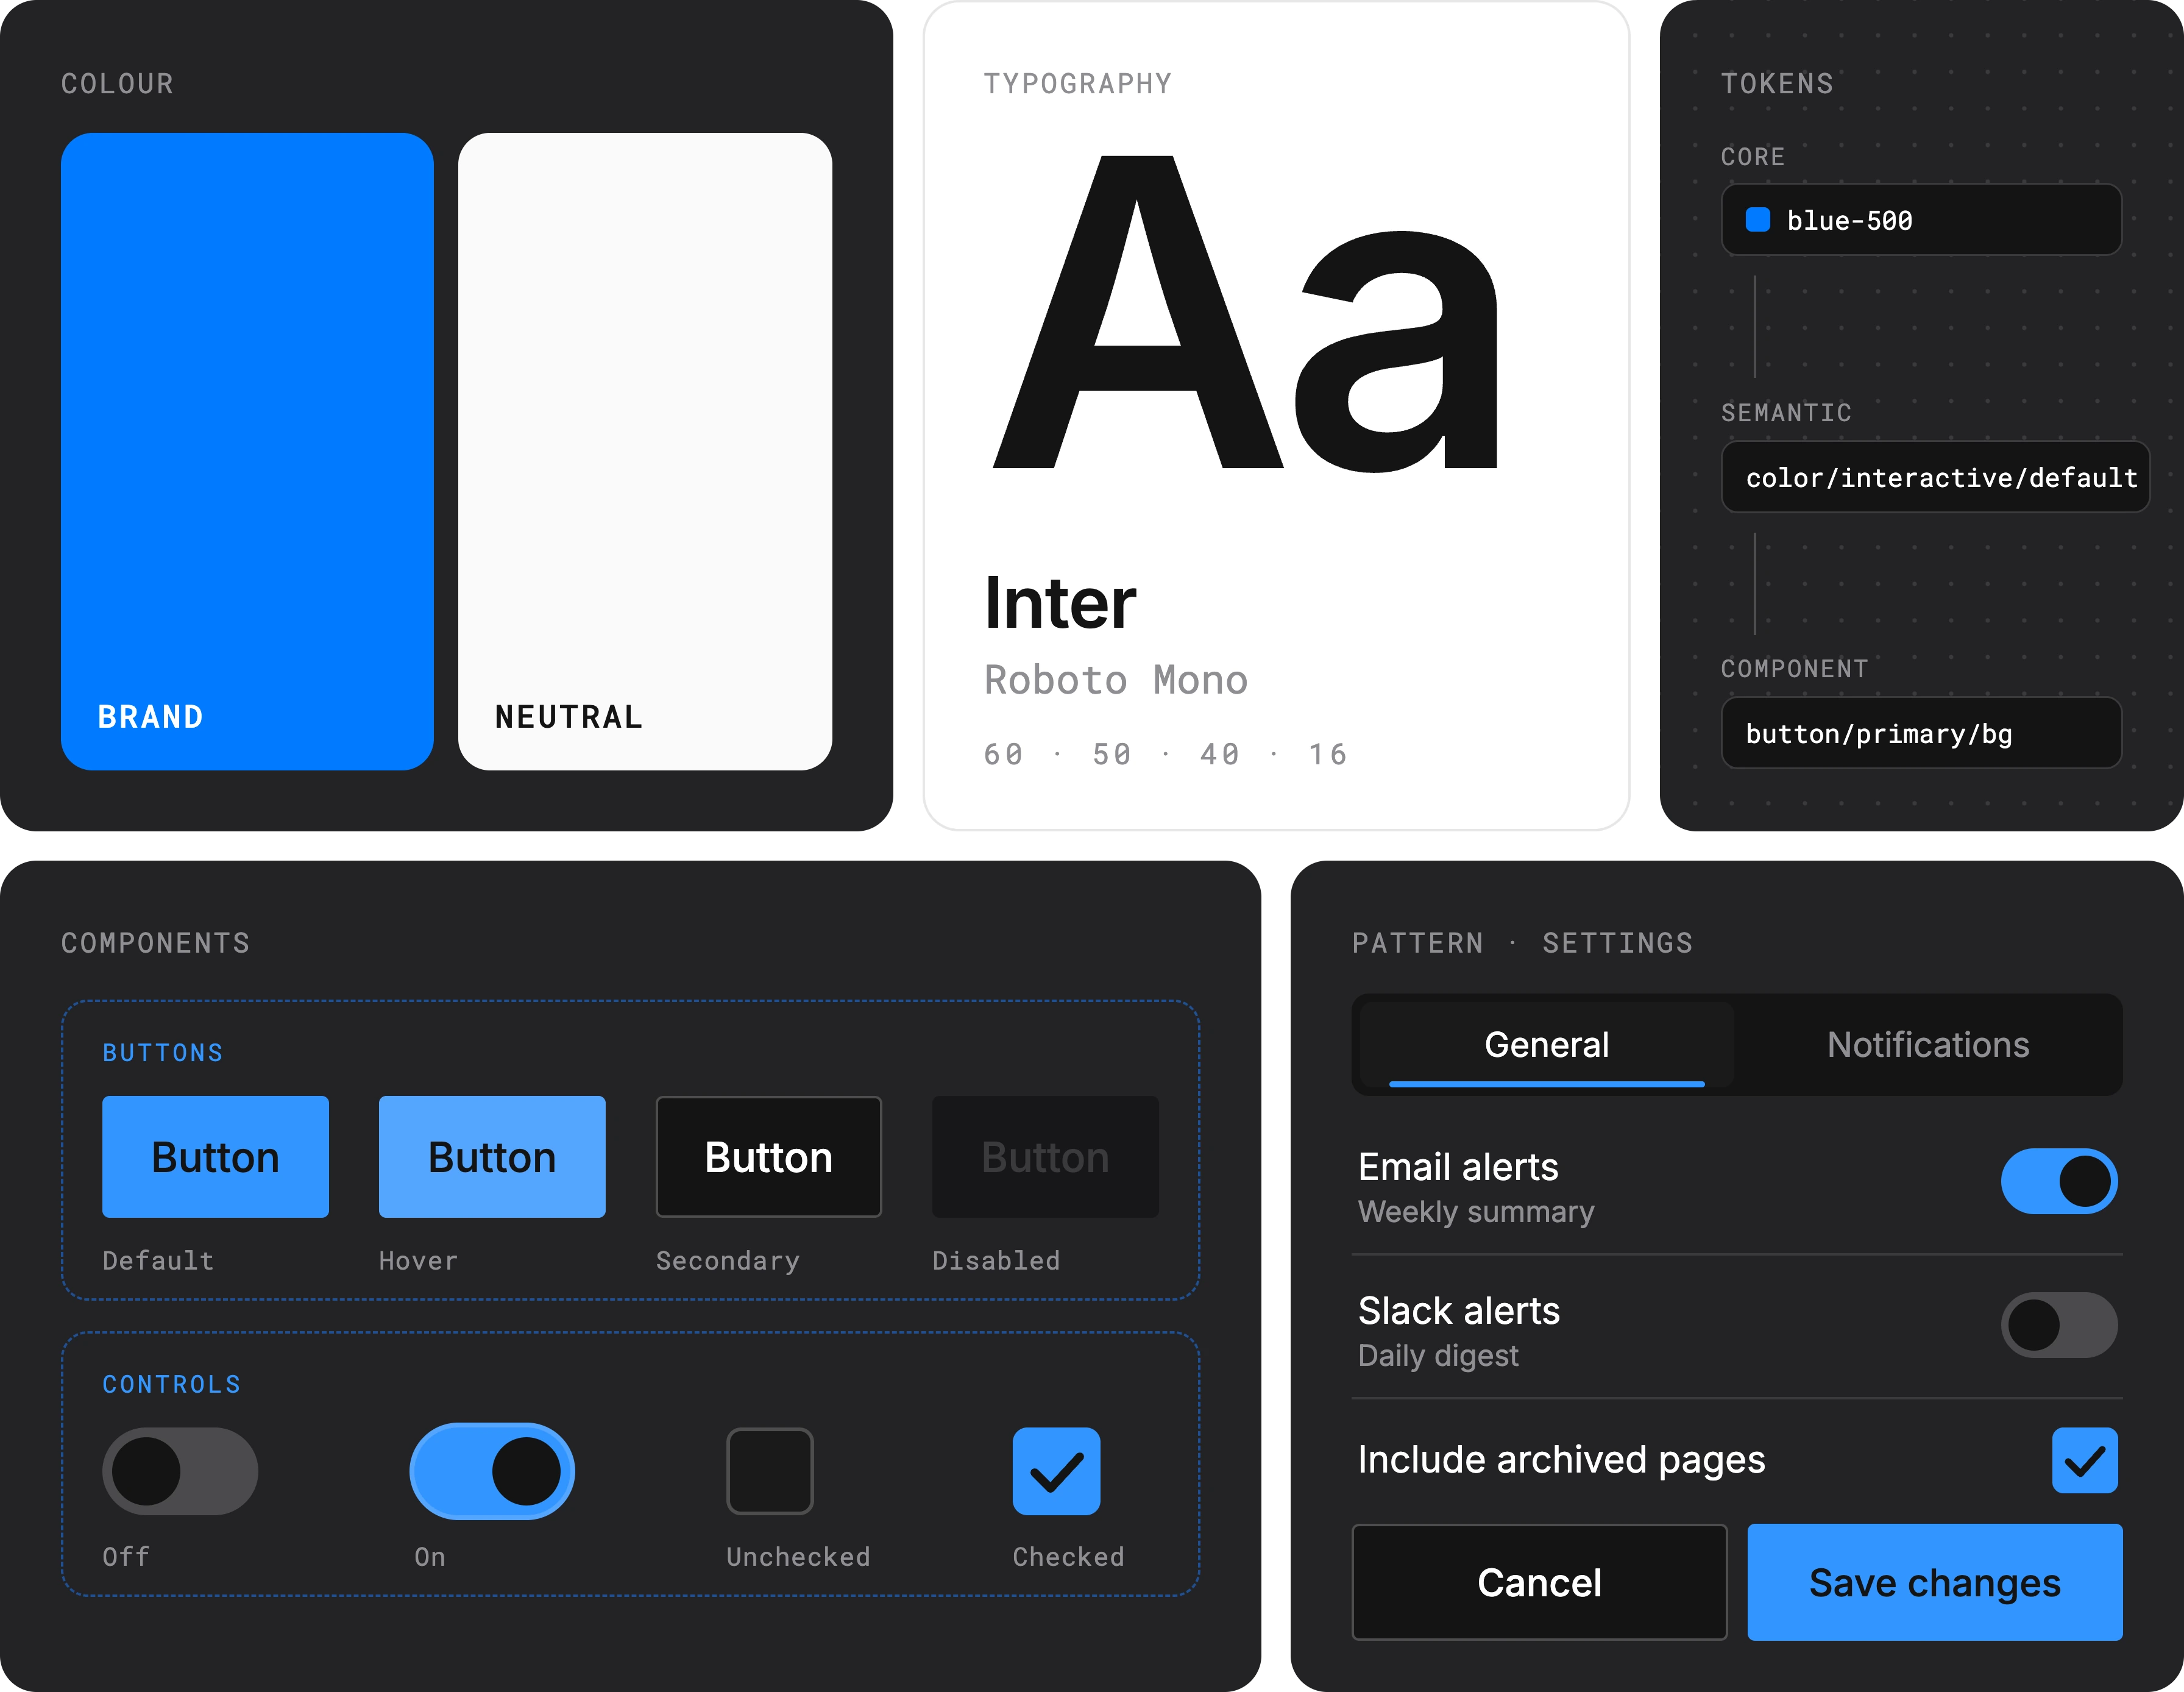 COLOUR
BRAND
NEUTRAL
TYPOGRAPHY
Aa
Inter
Roboto Mono
60 · 50 · 40 · 16
TOKENS
CORE
blue-500
SEMANTIC
color/interactive/default
COMPONENT
button/primary/bg
COMPONENTS
BUTTONS
Button Button Button Button
Default Hover Secondary Disabled
CONTROLS
Off On Unchecked Checked
PATTERN · SETTINGS
General Notifications
Email alerts
Weekly summary
Slack alerts
Daily digest
Include archived pages
Cancel Save changes